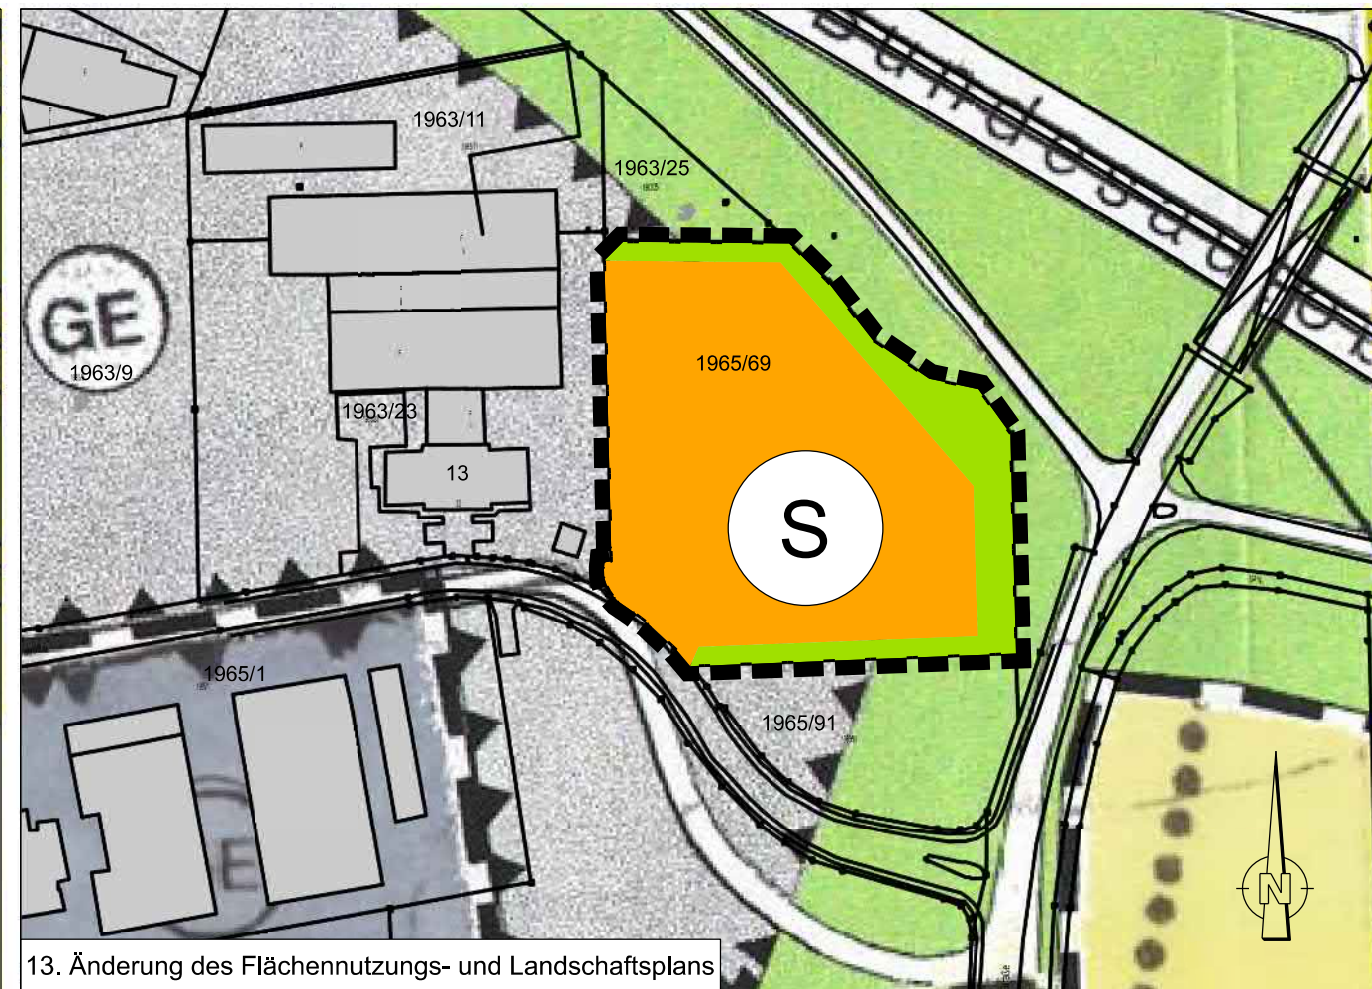 Bundesautob
1963/11
1963/25
GE
1963/9
1965/69
1963/23
13
S
1965/1
1965/91
E
N
13. Änderung des Flächennutzungs- und Landschaftsplans